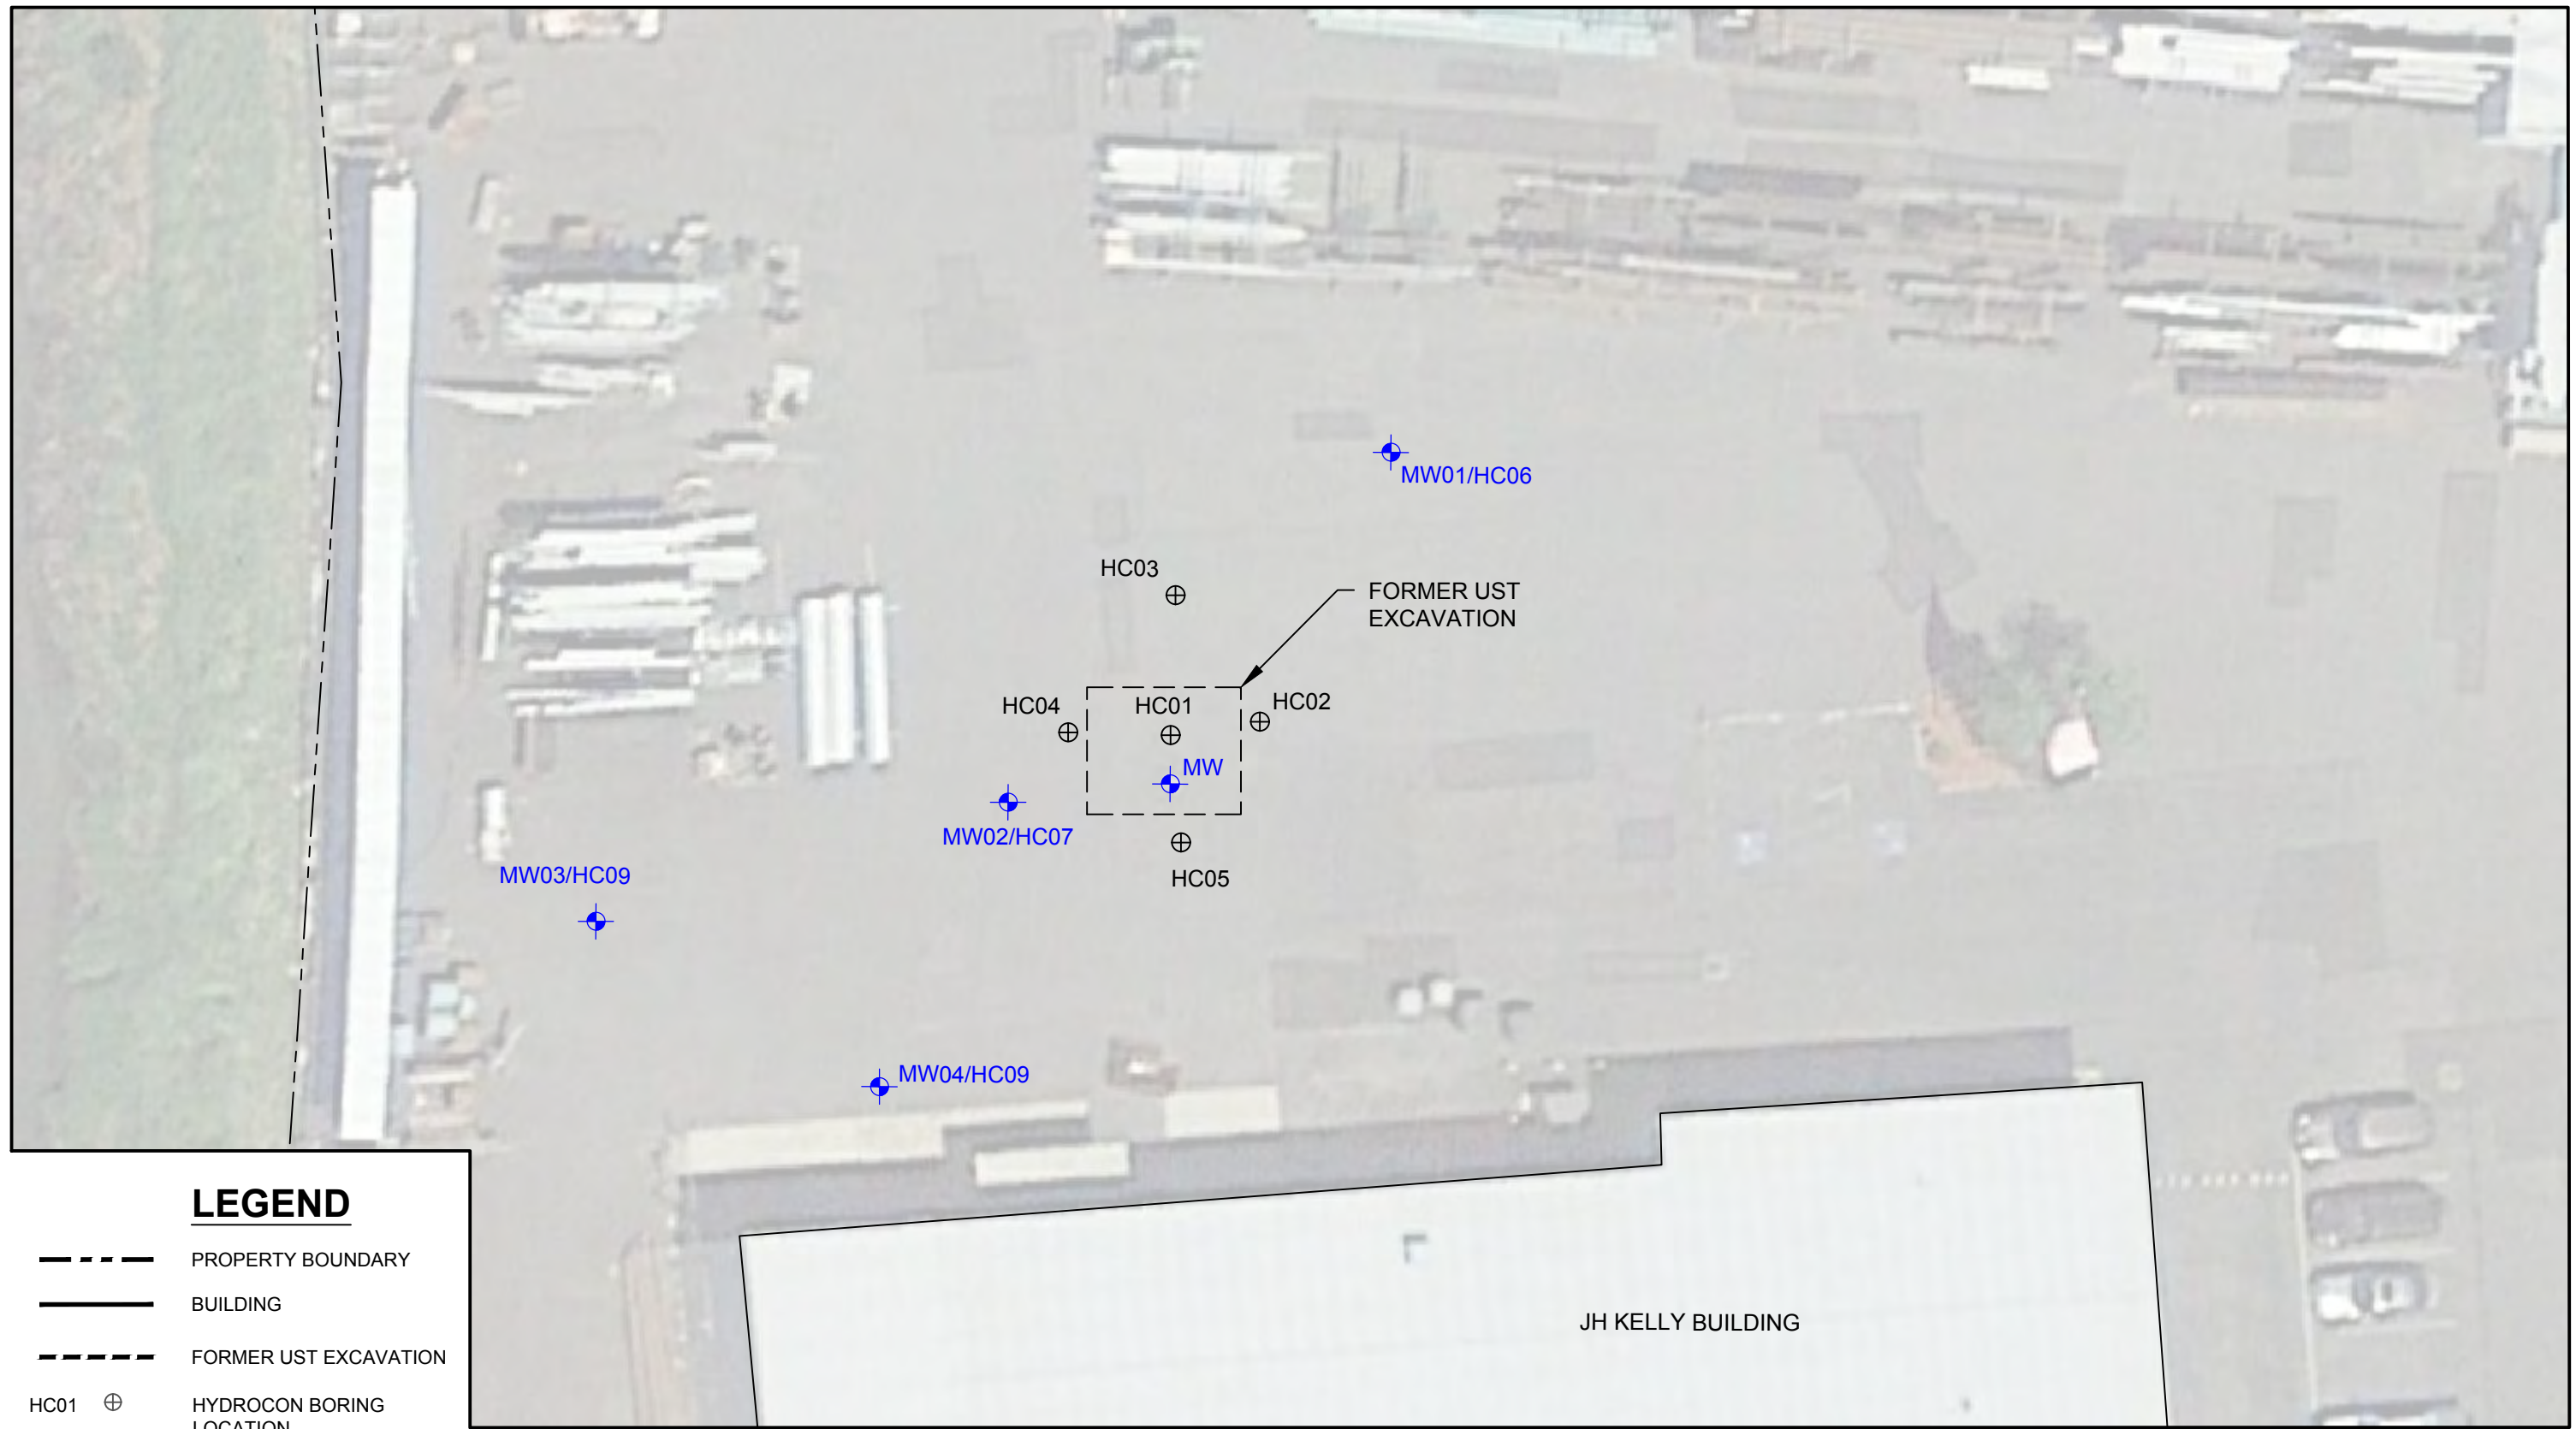 MW01/HC06
HC03
FORMER UST
EXCAVATION
HC04
HC01
HC02
MW
MW02/HC07
MW03/HC09
HC05
MW04/HC09
JH KELLY BUILDING
LEGEND
PROPERTY BOUNDARY
BUILDING
FORMER UST EXCAVATION
HC01 HYDROCON BORING
LOCATION